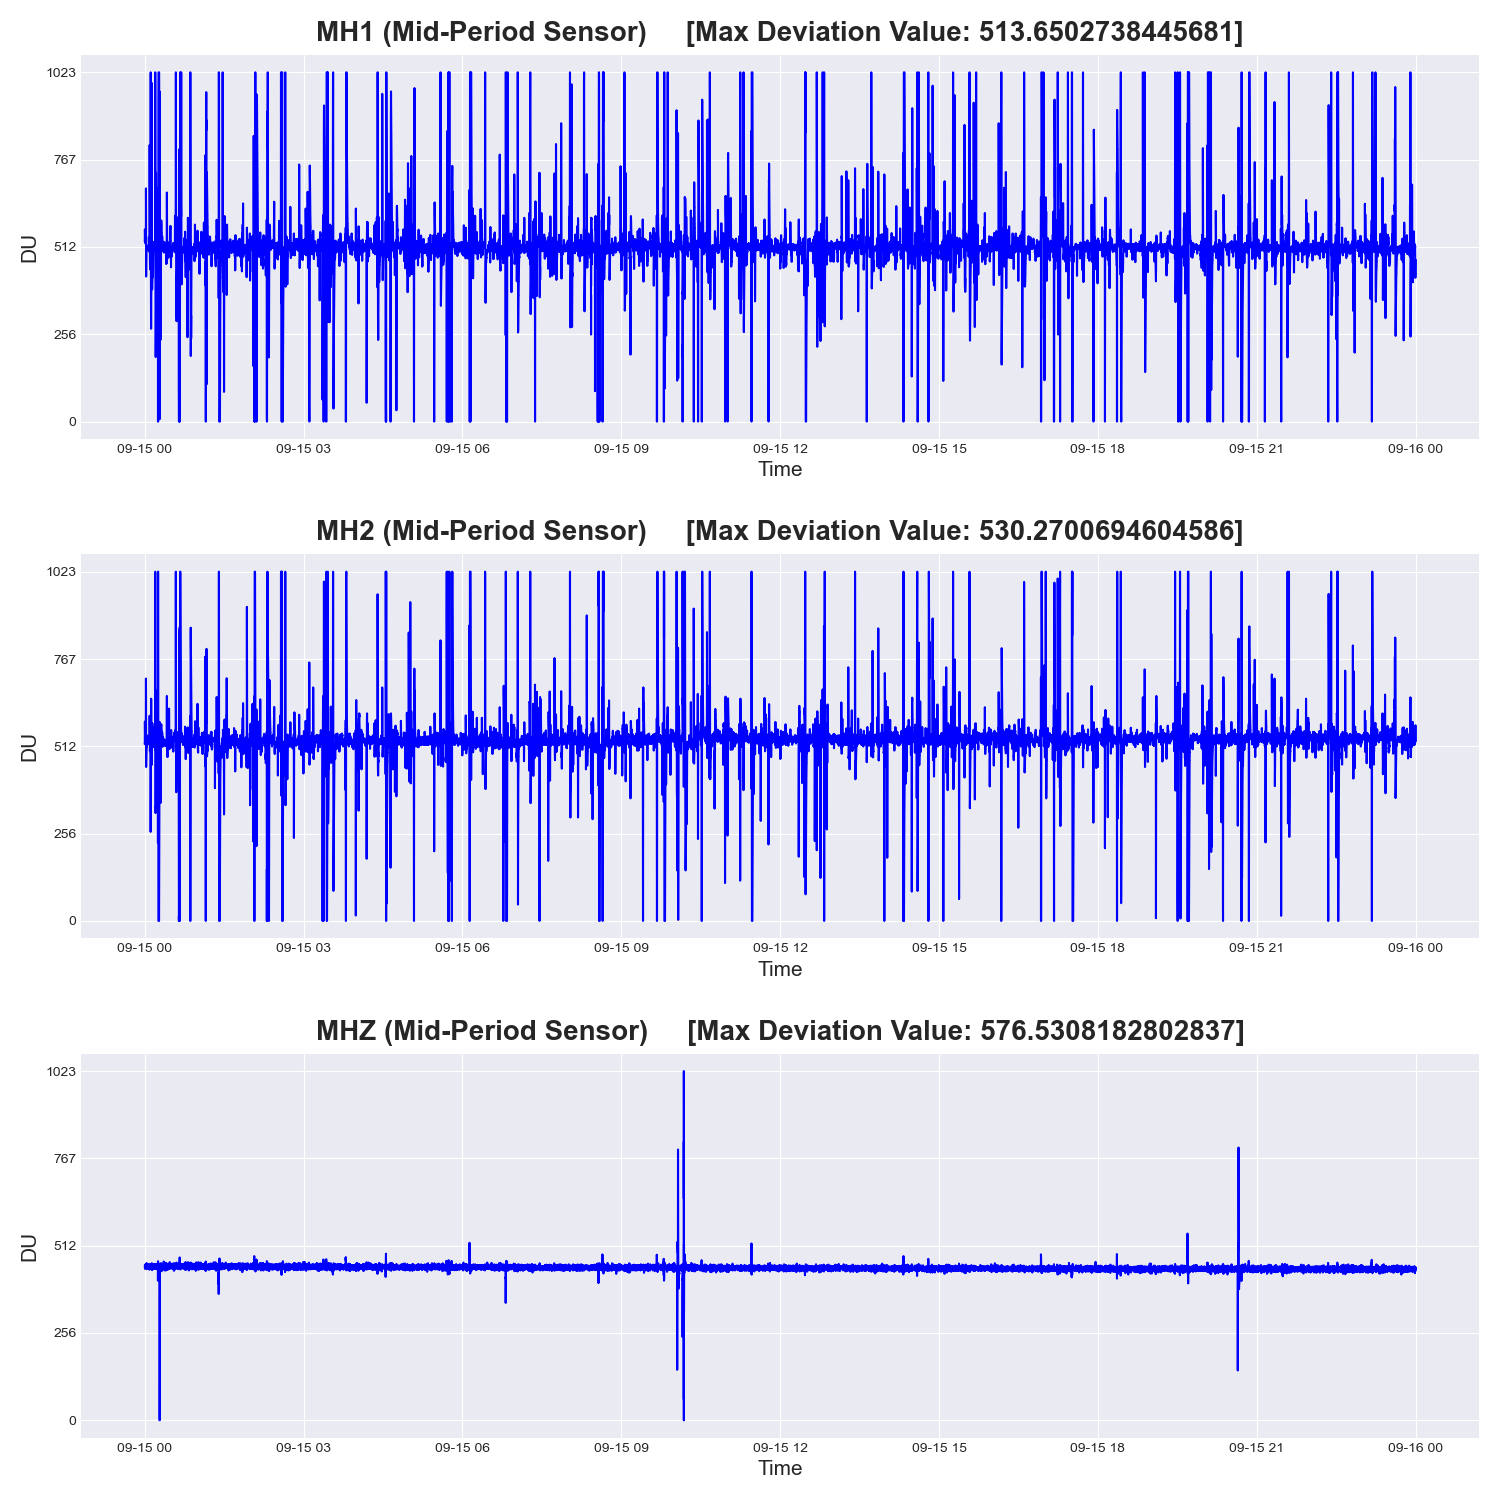 MH1 (Mid-Period Sensor) [Max Deviation Value: 513.6502738445681]
1023
767
512
256
0
DU
09-15 00 09-15 03 09-15 06 09-15 09 09-15 12 09-15 15 09-15 18 09-15 21 09-16 00
Time
MH2 (Mid-Period Sensor) [Max Deviation Value: 530.2700694604586]
1023
767
512
256
0
DU
09-15 00 09-15 03 09-15 06 09-15 09 09-15 12 09-15 15 09-15 18 09-15 21 09-16 00
Time
MHZ (Mid-Period Sensor) [Max Deviation Value: 576.5308182802837]
1023
767
512
256
0
DU
09-15 00 09-15 03 09-15 06 09-15 09 09-15 12 09-15 15 09-15 18 09-15 21 09-16 00
Time